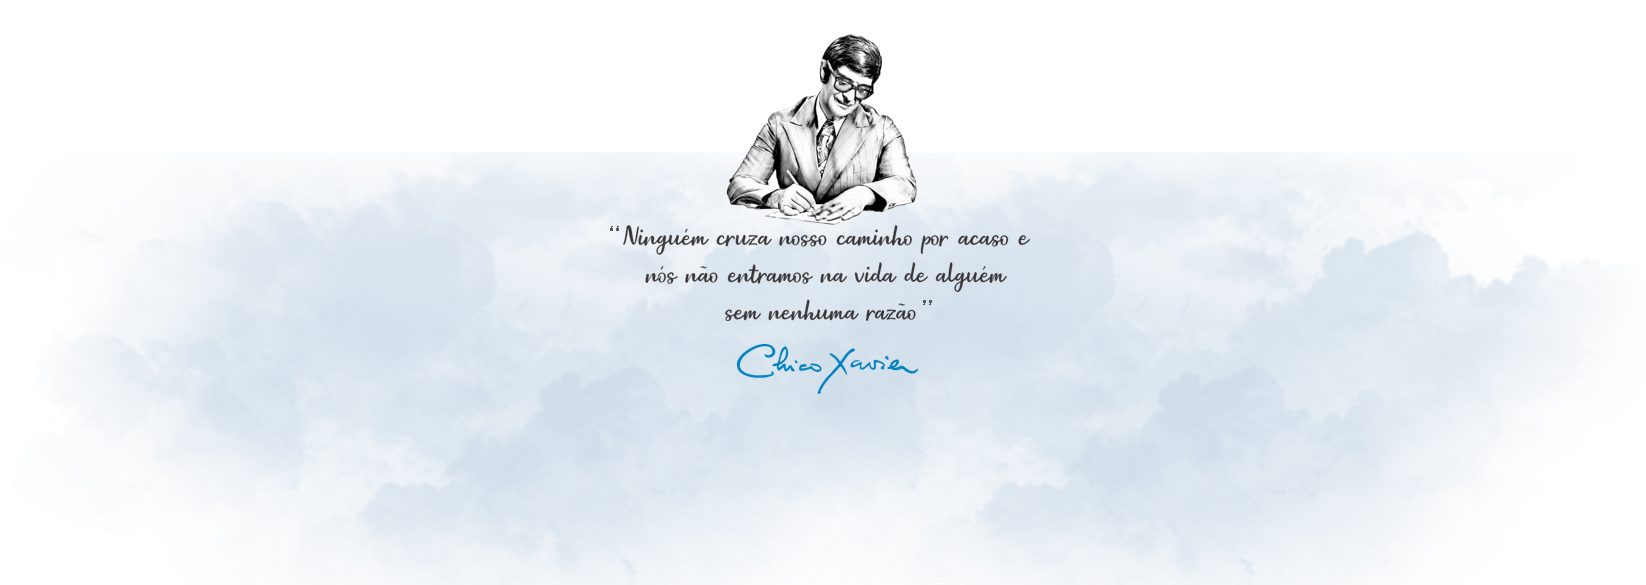 “Ninguém cruza nosso caminho por acaso e
nós não entramos na vida de alguém
sem nenhuma razão”
Chico Xavier